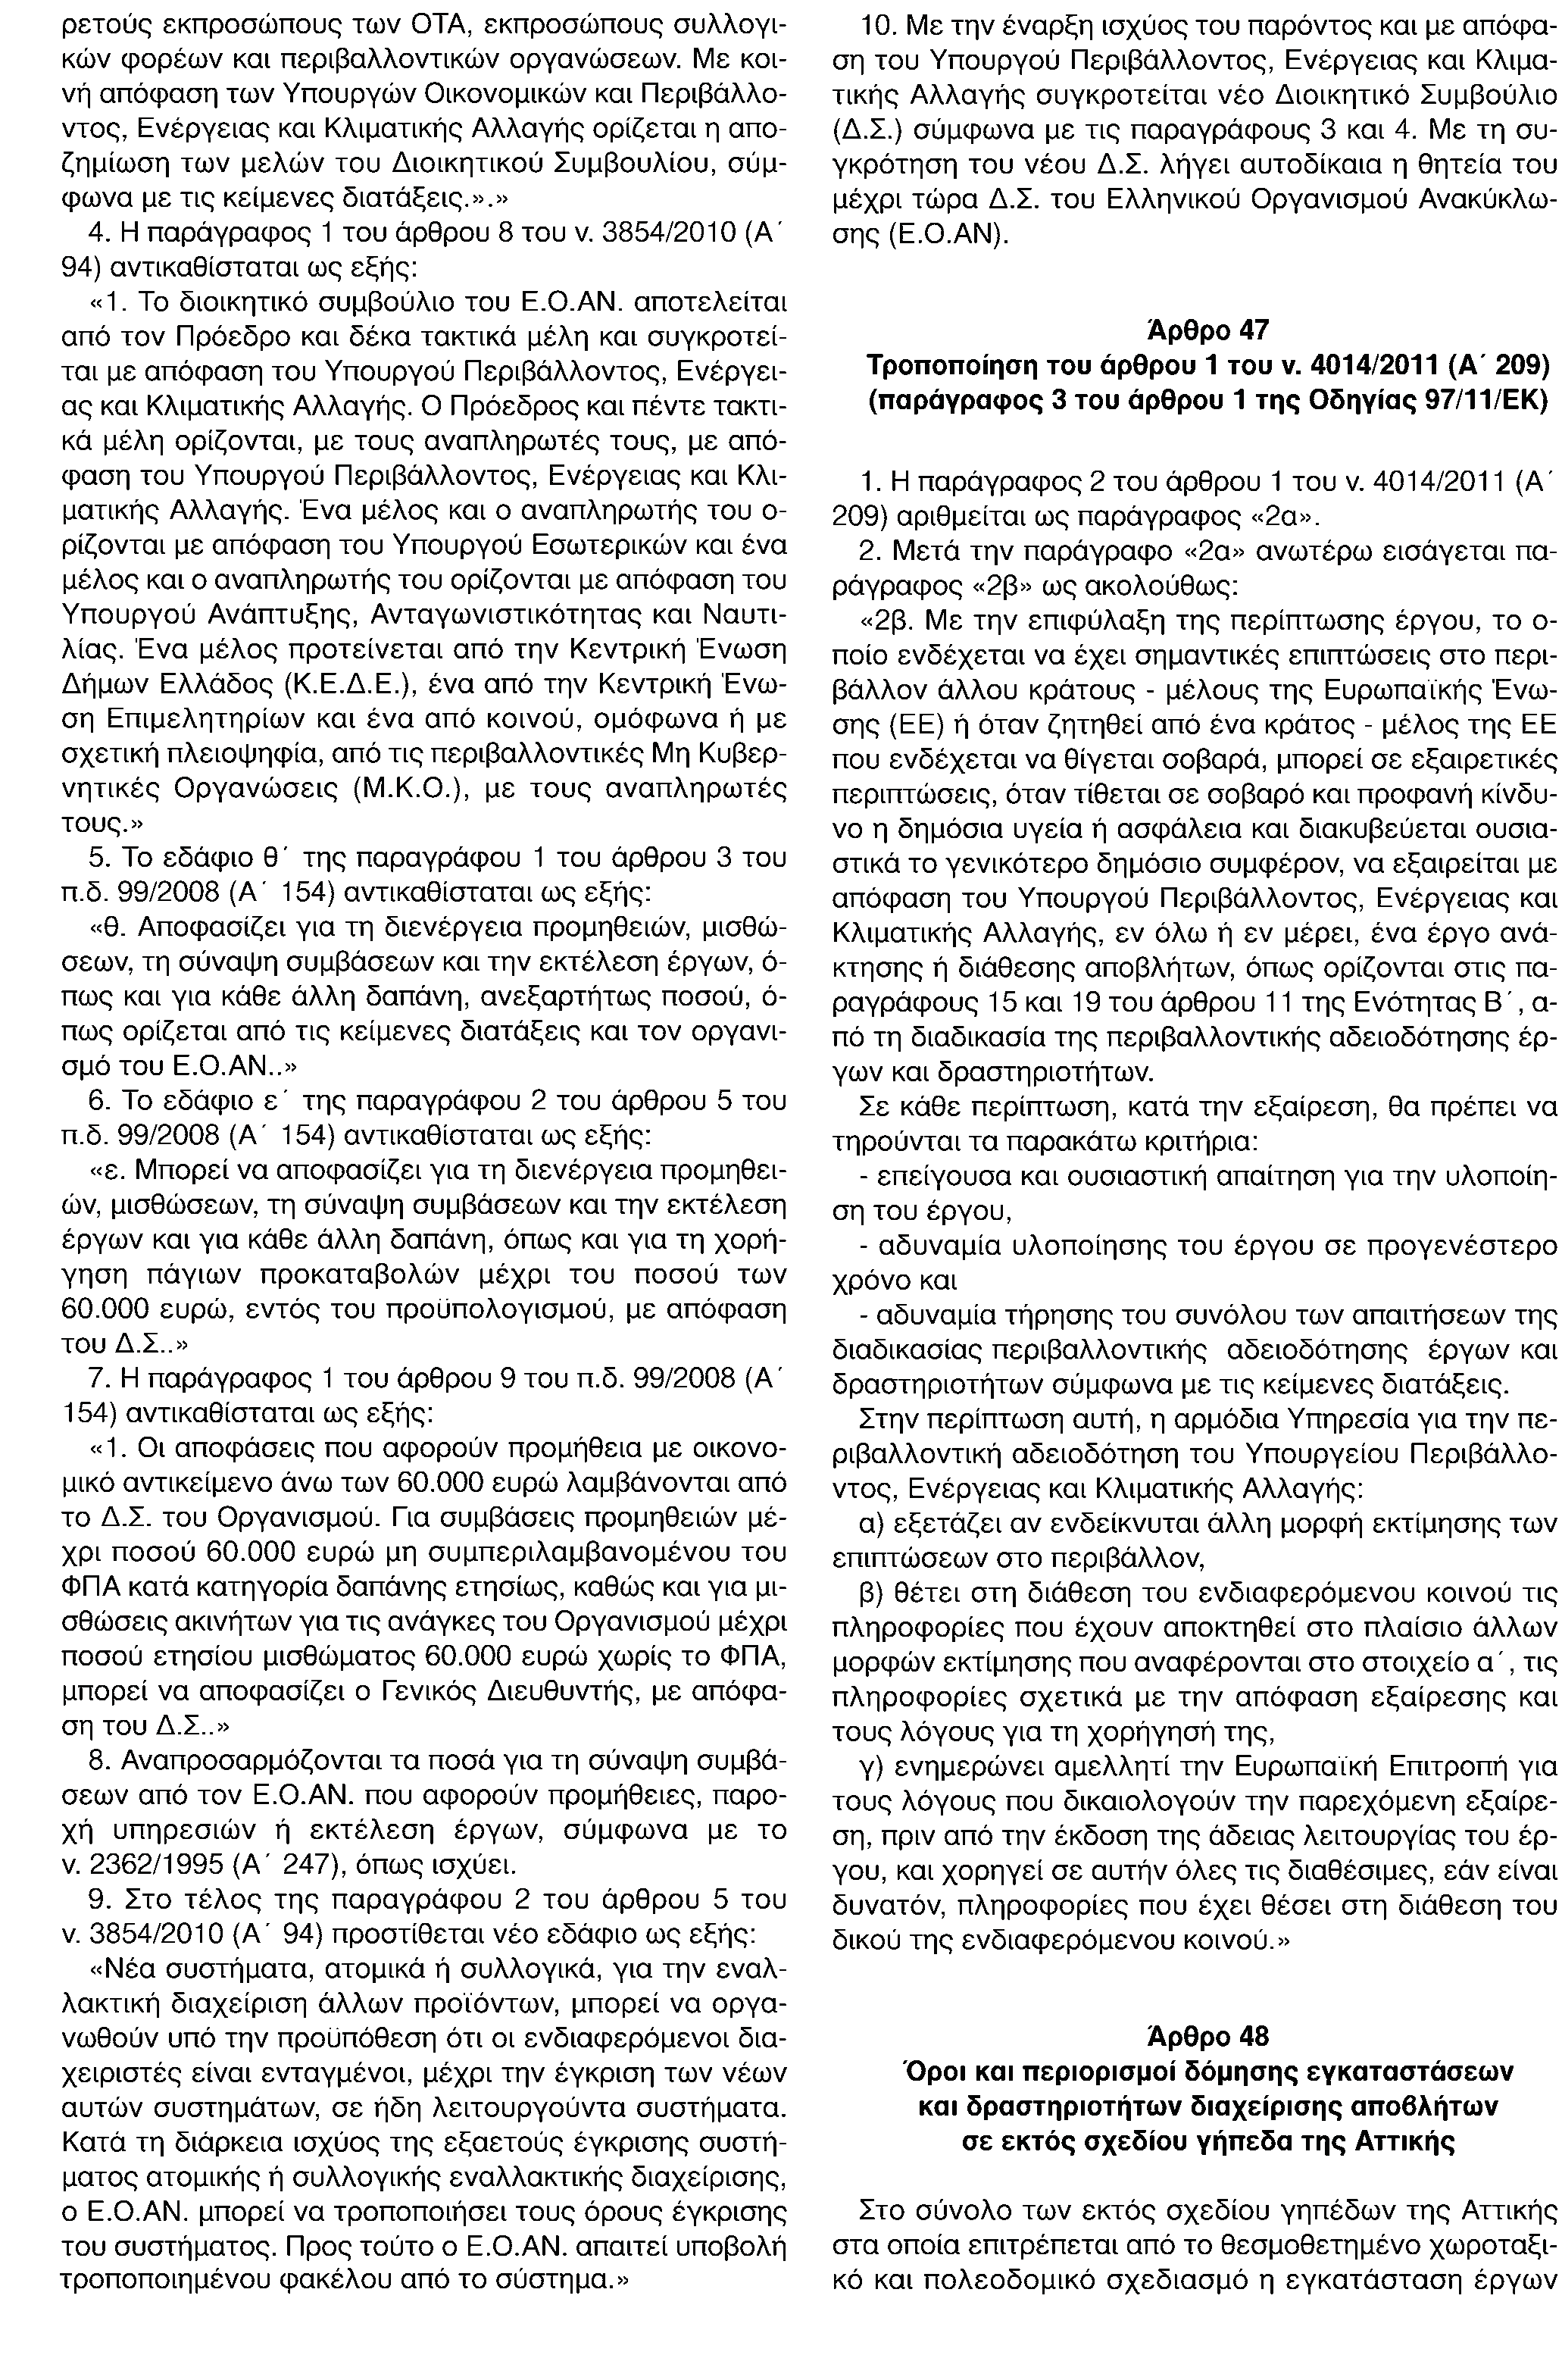 ρετούς εκπροσώπους των ΟΤΑ, εκπροσώπους συλλογι-
κών φορέων και περιβαλλοντικών οργανώσεων. Με κοι-
νή απόφαση των Υπουργών Οικονομικών και Περιβάλλο-
ντος, Ενέργειας και Κλιματικής Αλλαγής ορίζεται η απο-
ζημίωση των μελών του Διοικητικού Συμβουλίου, σύμ-
φωνα με τις κείμενες διατάξεις.».»
4. Η παράγραφος 1 του άρθρου 8 του ν. 3854/2010 (Α΄
94) αντικαθίσταται ως εξής:
«1. Το διοικητικό συμβούλιο του Ε.Ο.ΑΝ. αποτελείται
από τον Πρόεδρο και δέκα τακτικά μέλη και συγκροτεί-
ται με απόφαση του Υπουργού Περιβάλλοντος, Ενέργει-
ας και Κλιματικής Αλλαγής. Ο Πρόεδρος και πέντε τακτι-
κά μέλη ορίζονται, με τους αναπληρωτές τους, με από-
φαση του Υπουργού Περιβάλλοντος, Ενέργειας και Κλι-
ματικής Αλλαγής. Ένα μέλος και ο αναπληρωτής του ο-
ρίζονται με απόφαση του Υπουργού Εσωτερικών και ένα
μέλος και ο αναπληρωτής του ορίζονται με απόφαση του
Υπουργού Ανάπτυξης, Ανταγωνιστικότητας και Ναυτι-
λίας. Ένα μέλος προτείνεται από την Κεντρική Ένωση
Δήμων Ελλάδος (Κ.Ε.Δ.Ε.), ένα από την Κεντρική Ένω-
ση Επιμελητηρίων και ένα από κοινού, ομόφωνα ή με
σχετική πλειοψηφία, από τις περιβαλλοντικές Μη Κυβερ-
νητικές Οργανώσεις (Μ.Κ.Ο.), με τους αναπληρωτές
τους.»
5. Το εδάφιο θ΄ της παραγράφου 1 του άρθρου 3 του
π.δ. 99/2008 (Α΄ 154) αντικαθίσταται ως εξής:
«θ. Αποφασίζει για τη διενέργεια προμηθειών, μισθώ-
σεων, τη σύναψη συμβάσεων και την εκτέλεση έργων, ό-
πως και για κάθε άλλη δαπάνη, ανεξαρτήτως ποσού, ό-
πως ορίζεται από τις κείμενες διατάξεις και τον οργανι-
σμό του Ε.Ο.ΑΝ..»
6. Το εδάφιο ε΄ της παραγράφου 2 του άρθρου 5 του
π.δ. 99/2008 (Α΄ 154) αντικαθίσταται ως εξής:
«ε. Μπορεί να αποφασίζει για τη διενέργεια προμηθει-
ών, μισθώσεων, τη σύναψη συμβάσεων και την εκτέλεση
έργων και για κάθε άλλη δαπάνη, όπως και για τη χορή-
γηση πάγιων προκαταβολών μέχρι του ποσού των
60.000 ευρώ, εντός του προϋπολογισμού, με απόφαση
του Δ.Σ..»
7. Η παράγραφος 1 του άρθρου 9 του π.δ. 99/2008 (Α΄
154) αντικαθίσταται ως εξής:
«1. Οι αποφάσεις που αφορούν προμήθεια με οικονο-
μικό αντικείμενο άνω των 60.000 ευρώ λαμβάνονται από
το Δ.Σ. του Οργανισμού. Για συμβάσεις προμηθειών μέ-
χρι ποσού 60.000 ευρώ μη συμπεριλαμβανομένου του
ΦΠΑ κατά κατηγορία δαπάνης ετησίως, καθώς και για μι-
σθώσεις ακινήτων για τις ανάγκες του Οργανισμού μέχρι
ποσού ετησίου μισθώματος 60.000 ευρώ χωρίς το ΦΠΑ,
μπορεί να αποφασίζει ο Γενικός Διευθυντής, με απόφα-
ση του Δ.Σ..»
8. Αναπροσαρμόζονται τα ποσά για τη σύναψη συμβά-
σεων από τον Ε.Ο.ΑΝ. που αφορούν προμήθειες, παρο-
χή υπηρεσιών ή εκτέλεση έργων, σύμφωνα με το
ν. 2362/1995 (Α΄ 247), όπως ισχύει.
9. Στο τέλος της παραγράφου 2 του άρθρου 5 του
ν. 3854/2010 (Α΄ 94) προστίθεται νέο εδάφιο ως εξής:
«Νέα συστήματα, ατομικά ή συλλογικά, για την εναλ-
λακτική διαχείριση άλλων προϊόντων, μπορεί να οργα-
νωθούν υπό την προϋπόθεση ότι οι ενδιαφερόμενοι δια-
χειριστές είναι ενταγμένοι, μέχρι την έγκριση των νέων
αυτών συστημάτων, σε ήδη λειτουργούντα συστήματα.
Κατά τη διάρκεια ισχύος της εξαετούς έγκρισης συστή-
ματος ατομικής ή συλλογικής εναλλακτικής διαχείρισης,
ο Ε.Ο.ΑΝ. μπορεί να τροποποιήσει τους όρους έγκρισης
του συστήματος. Προς τούτο ο Ε.Ο.ΑΝ. απαιτεί υποβολή
τροποποιημένου φακέλου από το σύστημα.»
10. Με την έναρξη ισχύος του παρόντος και με απόφα-
ση του Υπουργού Περιβάλλοντος, Ενέργειας και Κλιμα-
τικής Αλλαγής συγκροτείται νέο Διοικητικό Συμβούλιο
(Δ.Σ.) σύμφωνα με τις παραγράφους 3 και 4. Με τη συ-
γκρότηση του νέου Δ.Σ. λήγει αυτοδίκαια η θητεία του
μέχρι τώρα Δ.Σ. του Ελληνικού Οργανισμού Ανακύκλω-
σης (Ε.Ο.ΑΝ).
Άρθρο 47
Τροποποίηση του άρθρου 1 του ν. 4014/2011 (Α΄ 209)
(παράγραφος 3 του άρθρου 1 της Οδηγίας 97/11/ΕΚ)
1. Η παράγραφος 2 του άρθρου 1 του ν. 4014/2011 (Α΄
209) αριθμείται ως παράγραφος «2α».
2. Μετά την παράγραφο «2α» ανωτέρω εισάγεται πα-
ράγραφος «2β» ως ακολούθως:
«2β. Με την επιφύλαξη της περίπτωσης έργου, το ο-
ποίο ενδέχεται να έχει σημαντικές επιπτώσεις στο περι-
βάλλον άλλου κράτους - μέλους της Ευρωπαϊκής Ένω-
σης (ΕΕ) ή όταν ζητηθεί από ένα κράτος - μέλος της ΕΕ
που ενδέχεται να θίγεται σοβαρά, μπορεί σε εξαιρετικές
περιπτώσεις, όταν τίθεται σε σοβαρό και προφανή κίνδυ-
νο η δημόσια υγεία ή ασφάλεια και διακυβεύεται ουσια-
στικά το γενικότερο δημόσιο συμφέρον, να εξαιρείται με
απόφαση του Υπουργού Περιβάλλοντος, Ενέργειας και
Κλιματικής Αλλαγής, εν όλω ή εν μέρει, ένα έργο ανά-
κτησης ή διάθεσης αποβλήτων, όπως ορίζονται στις πα-
ραγράφους 15 και 19 του άρθρου 11 της Ενότητας Β΄, α-
πό τη διαδικασία της περιβαλλοντικής αδειοδότησης έρ-
γων και δραστηριοτήτων.
Σε κάθε περίπτωση, κατά την εξαίρεση, θα πρέπει να
τηρούνται τα παρακάτω κριτήρια:
- επείγουσα και ουσιαστική απαίτηση για την υλοποίη-
ση του έργου,
- αδυναμία υλοποίησης του έργου σε προγενέστερο
χρόνο και
- αδυναμία τήρησης του συνόλου των απαιτήσεων της
διαδικασίας περιβαλλοντικής αδειοδότησης έργων και
δραστηριοτήτων σύμφωνα με τις κείμενες διατάξεις.
Στην περίπτωση αυτή, η αρμόδια Υπηρεσία για την πε-
ριβαλλοντική αδειοδότηση του Υπουργείου Περιβάλλο-
ντος, Ενέργειας και Κλιματικής Αλλαγής:
α) εξετάζει αν ενδείκνυται άλλη μορφή εκτίμησης των
επιπτώσεων στο περιβάλλον,
β) θέτει στη διάθεση του ενδιαφερόμενου κοινού τις
πληροφορίες που έχουν αποκτηθεί στο πλαίσιο άλλων
μορφών εκτίμησης που αναφέρονται στο στοιχείο α΄, τις
πληροφορίες σχετικά με την απόφαση εξαίρεσης και
τους λόγους για τη χορήγησή της,
γ) ενημερώνει αμελλητί την Ευρωπαϊκή Επιτροπή για
τους λόγους που δικαιολογούν την παρεχόμενη εξαίρε-
ση, πριν από την έκδοση της άδειας λειτουργίας του έρ-
γου, και χορηγεί σε αυτήν όλες τις διαθέσιμες, εάν είναι
δυνατόν, πληροφορίες που έχει θέσει στη διάθεση του
δικού της ενδιαφερόμενου κοινού.»
Άρθρο 48
Όροι και περιορισμοί δόμησης εγκαταστάσεων
και δραστηριοτήτων διαχείρισης αποβλήτων
σε εκτός σχεδίου γήπεδα της Αττικής
Στο σύνολο των εκτός σχεδίου γηπέδων της Αττικής
στα οποία επιτρέπεται από το θεσμοθετημένο χωροταξι-
κό και πολεοδομικό σχεδιασμό η εγκατάσταση έργων